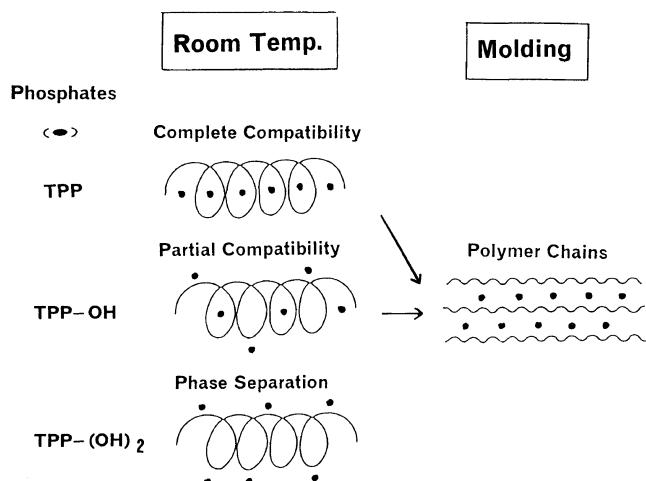 Room Temp.
Molding
Phosphates
(●)
Complete Compatibility
TPP
Partial Compatibility
Polymer Chains
TPP-OH
Phase Separation
TPP-(OH)2